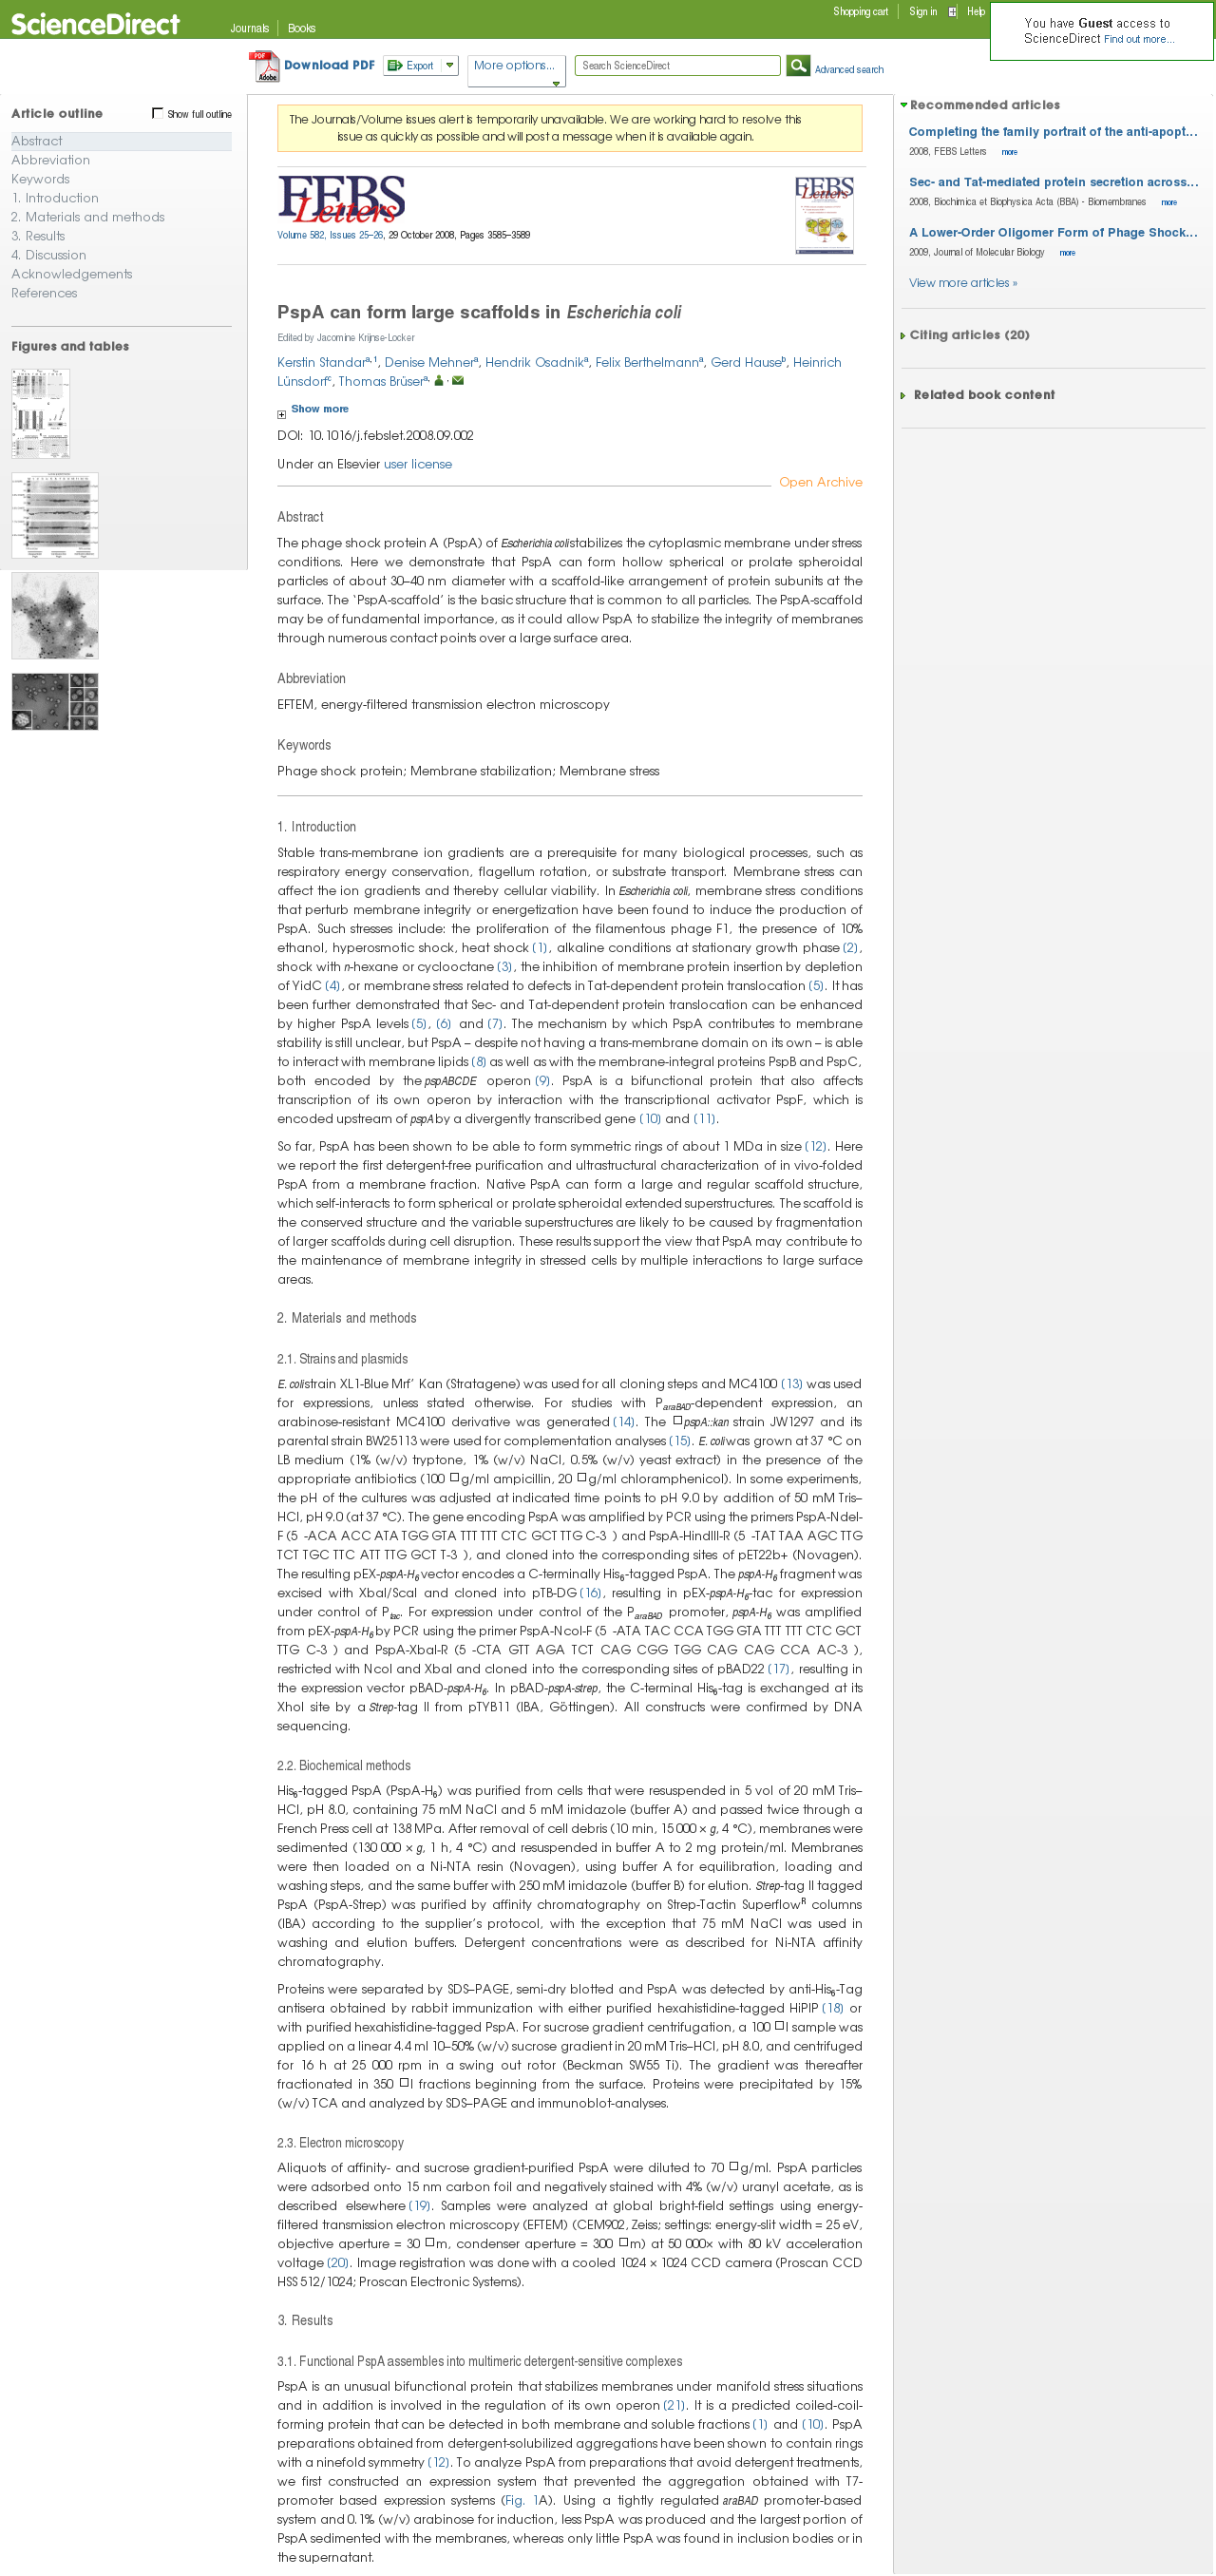 ScienceDirect
Journals
Books
Shopping cart
Sign in
Help
You have Guest access to
ScienceDirect Find out more...
Download PDF
Export
More options...
Search ScienceDirect
Advanced search
Article outline
Show full outline
Abstract
Abbreviation
Keywords
1. Introduction
2. Materials and methods
3. Results
4. Discussion
Acknowledgements
References
Figures and tables
The Journals/Volume issues alert is temporarily unavailable. We are working hard to resolve this
issue as quickly as possible and will post a message when it is available again.
FEBS
Letters
Volume 582, Issues 25–26, 29 October 2008, Pages 3585–3589
PspA can form large scaffolds in Escherichia coli
Edited by Jacomine Krijnse-Locker
Kerstin Standar a, 1, Denise Mehner a, Hendrik Osadnik a, Felix Berthelmann a, Gerd Hause b, Heinrich
Lünsdorf c, Thomas Brüser a,
Show more
DOI: 10.1016/j.febslet.2008.09.002
Under an Elsevier user license
Open Archive
Abstract
The phage shock protein A (PspA) of Escherichia coli stabilizes the cytoplasmic membrane under stress
conditions. Here we demonstrate that PspA can form hollow spherical or prolate spheroidal
particles of about 30–40 nm diameter with a scaffold-like arrangement of protein subunits at the
surface. The 'PspA-scaffold' is the basic structure that is common to all particles. The PspA-scaffold
may be of fundamental importance, as it could allow PspA to stabilize the integrity of membranes
through numerous contact points over a large surface area.
Abbreviation
EFTEM, energy-filtered transmission electron microscopy
Keywords
Phage shock protein; Membrane stabilization; Membrane stress
1. Introduction
Stable trans-membrane ion gradients are a prerequisite for many biological processes, such as
respiratory energy conservation, flagellum rotation, or substrate transport. Membrane stress can
affect the ion gradients and thereby cellular viability. In Escherichia coli, membrane stress conditions
that perturb membrane integrity or energetization have been found to induce the production of
PspA. Such stresses include: the proliferation of the filamentous phage F1, the presence of 10%
ethanol, hyperosmotic shock, heat shock [1], alkaline conditions at stationary growth phase [2],
shock with n-hexane or cyclooctane [3], the inhibition of membrane protein insertion by depletion
of YidC [4], or membrane stress related to defects in Tat-dependent protein translocation [5]. It has
been further demonstrated that Sec- and Tat-dependent protein translocation can be enhanced
by higher PspA levels [5], [6] and [7]. The mechanism by which PspA contributes to membrane
stability is still unclear, but PspA – despite not having a trans-membrane domain on its own – is able
to interact with membrane lipids [8] as well as with the membrane-integral proteins PspB and PspC,
both encoded by the pspABCDE operon [9]. PspA is a bifunctional protein that also affects
transcription of its own operon by interaction with the transcriptional activator PspF, which is
encoded upstream of pspA by a divergently transcribed gene [10] and [11].
So far, PspA has been shown to be able to form symmetric rings of about 1 MDa in size [12]. Here
we report the first detergent-free purification and ultrastructural characterization of in vivo-folded
PspA from a membrane fraction. Native PspA can form a large and regular scaffold structure,
which self-interacts to form spherical or prolate spheroidal extended superstructures. The scaffold is
the conserved structure and the variable superstructures are likely to be caused by fragmentation
of larger scaffolds during cell disruption. These results support the view that PspA may contribute to
the maintenance of membrane integrity in stressed cells by multiple interactions to large surface
areas.
2. Materials and methods
2.1. Strains and plasmids
E. coli strain XL1-Blue Mrf′ Kan (Stratagene) was used for all cloning steps and MC4100 [13] was used
for expressions, unless stated otherwise. For studies with ParaBAD-dependent expression, an
arabinose-resistant MC4100 derivative was generated [14]. The □pspA::kan strain JW1297 and its
parental strain BW25113 were used for complementation analyses [15]. E. coli was grown at 37 °C on
LB medium (1% (w/v) tryptone, 1% (w/v) NaCl, 0.5% (w/v) yeast extract) in the presence of the
appropriate antibiotics (100 □g/ml ampicillin, 20 □g/ml chloramphenicol). In some experiments,
the pH of the cultures was adjusted at indicated time points to pH 9.0 by addition of 50 mM Tris–
HCl, pH 9.0 (at 37 °C). The gene encoding PspA was amplified by PCR using the primers PspA-NdeI-
F (5 -ACA ACC ATA TGG GTA TTT TTT CTC GCT TTG C-3 ) and PspA-HindIII-R (5 -TAT TAA AGC TTG
TCT TGC TTC ATT TTG GCT T-3 ), and cloned into the corresponding sites of pET22b+ (Novagen).
The resulting pEX-pspA-H6 vector encodes a C-terminally His6-tagged PspA. The pspA-H6 fragment was
excised with XbaI/ScaI and cloned into pTB-DG [16], resulting in pEX-pspA-H6-tac for expression
under control of Ptac. For expression under control of the ParaBAD promoter, pspA-H6 was amplified
from pEX-pspA-H6 by PCR using the primer PspA-NcoI-F (5 -ATA TAC CCA TGG GTA TTT TTT CTC GCT
TTG C-3 ) and PspA-XbaI-R (5 -CTA GTT AGA TCT CAG CGG TGG CAG CAG CCA AC-3 ),
restricted with NcoI and XbaI and cloned into the corresponding sites of pBAD22 [17], resulting in
the expression vector pBAD-pspA-H6. In pBAD-pspA-strep, the C-terminal His6-tag is exchanged at its
XhoI site by a Strep-tag II from pTYB11 (IBA, Göttingen). All constructs were confirmed by DNA
sequencing.
2.2. Biochemical methods
His6-tagged PspA (PspA-H6) was purified from cells that were resuspended in 5 vol of 20 mM Tris–
HCl, pH 8.0, containing 75 mM NaCl and 5 mM imidazole (buffer A) and passed twice through a
French Press cell at 138 MPa. After removal of cell debris (10 min, 15 000 × g, 4 °C), membranes were
sedimented (130 000 × g, 1 h, 4 °C) and resuspended in buffer A to 2 mg protein/ml. Membranes
were then loaded on a Ni-NTA resin (Novagen), using buffer A for equilibration, loading and
washing steps, and the same buffer with 250 mM imidazole (buffer B) for elution. Strep-tag II tagged
PspA (PspA-Strep) was purified by affinity chromatography on Strep-Tactin SuperflowR columns
(IBA) according to the supplier's protocol, with the exception that 75 mM NaCl was used in
washing and elution buffers. Detergent concentrations were as described for Ni-NTA affinity
chromatography.
Proteins were separated by SDS–PAGE, semi-dry blotted and PspA was detected by anti-His6-Tag
antisera obtained by rabbit immunization with either purified hexahistidine-tagged HiPIP [18] or
with purified hexahistidine-tagged PspA. For sucrose gradient centrifugation, a 100 □l sample was
applied on a linear 4.4 ml 10–50% (w/v) sucrose gradient in 20 mM Tris–HCl, pH 8.0, and centrifuged
for 16 h at 25 000 rpm in a swing out rotor (Beckman SW55 Ti). The gradient was thereafter
fractionated in 350 □l fractions beginning from the surface. Proteins were precipitated by 15%
(w/v) TCA and analyzed by SDS–PAGE and immunoblot-analyses.
2.3. Electron microscopy
Aliquots of affinity- and sucrose gradient-purified PspA were diluted to 70 □g/ml. PspA particles
were adsorbed onto 15 nm carbon foil and negatively stained with 4% (w/v) uranyl acetate, as is
described elsewhere [19]. Samples were analyzed at global bright-field settings using energy-
filtered transmission electron microscopy (EFTEM) (CEM902, Zeiss; settings: energy-slit width = 25 eV,
objective aperture = 30 □m, condenser aperture = 300 □m) at 50 000× with 80 kV acceleration
voltage [20]. Image registration was done with a cooled 1024 × 1024 CCD camera (Proscan CCD
HSS 512/1024; Proscan Electronic Systems).
3. Results
3.1. Functional PspA assembles into multimeric detergent-sensitive complexes
PspA is an unusual bifunctional protein that stabilizes membranes under manifold stress situations
and in addition is involved in the regulation of its own operon [21]. It is a predicted coiled-coil-
forming protein that can be detected in both membrane and soluble fractions [1] and [10]. PspA
preparations obtained from detergent-solubilized aggregations have been shown to contain rings
with a ninefold symmetry [12]. To analyze PspA from preparations that avoid detergent treatments,
we first constructed an expression system that prevented the aggregation obtained with T7-
promoter based expression systems (Fig. 1A). Using a tightly regulated araBAD promoter-based
system and 0.1% (w/v) arabinose for induction, less PspA was produced and the largest portion of
PspA sedimented with the membranes, whereas only little PspA was found in inclusion bodies or in
the supernatant.
Recommended articles
Completing the family portrait of the anti-apopt...
2008, FEBS Letters more
Sec- and Tat-mediated protein secretion across...
2008, Biochimica et Biophysica Acta (BBA) - Biomembranes more
A Lower-Order Oligomer Form of Phage Shock...
2009, Journal of Molecular Biology more
View more articles »
Citing articles (20)
Related book content